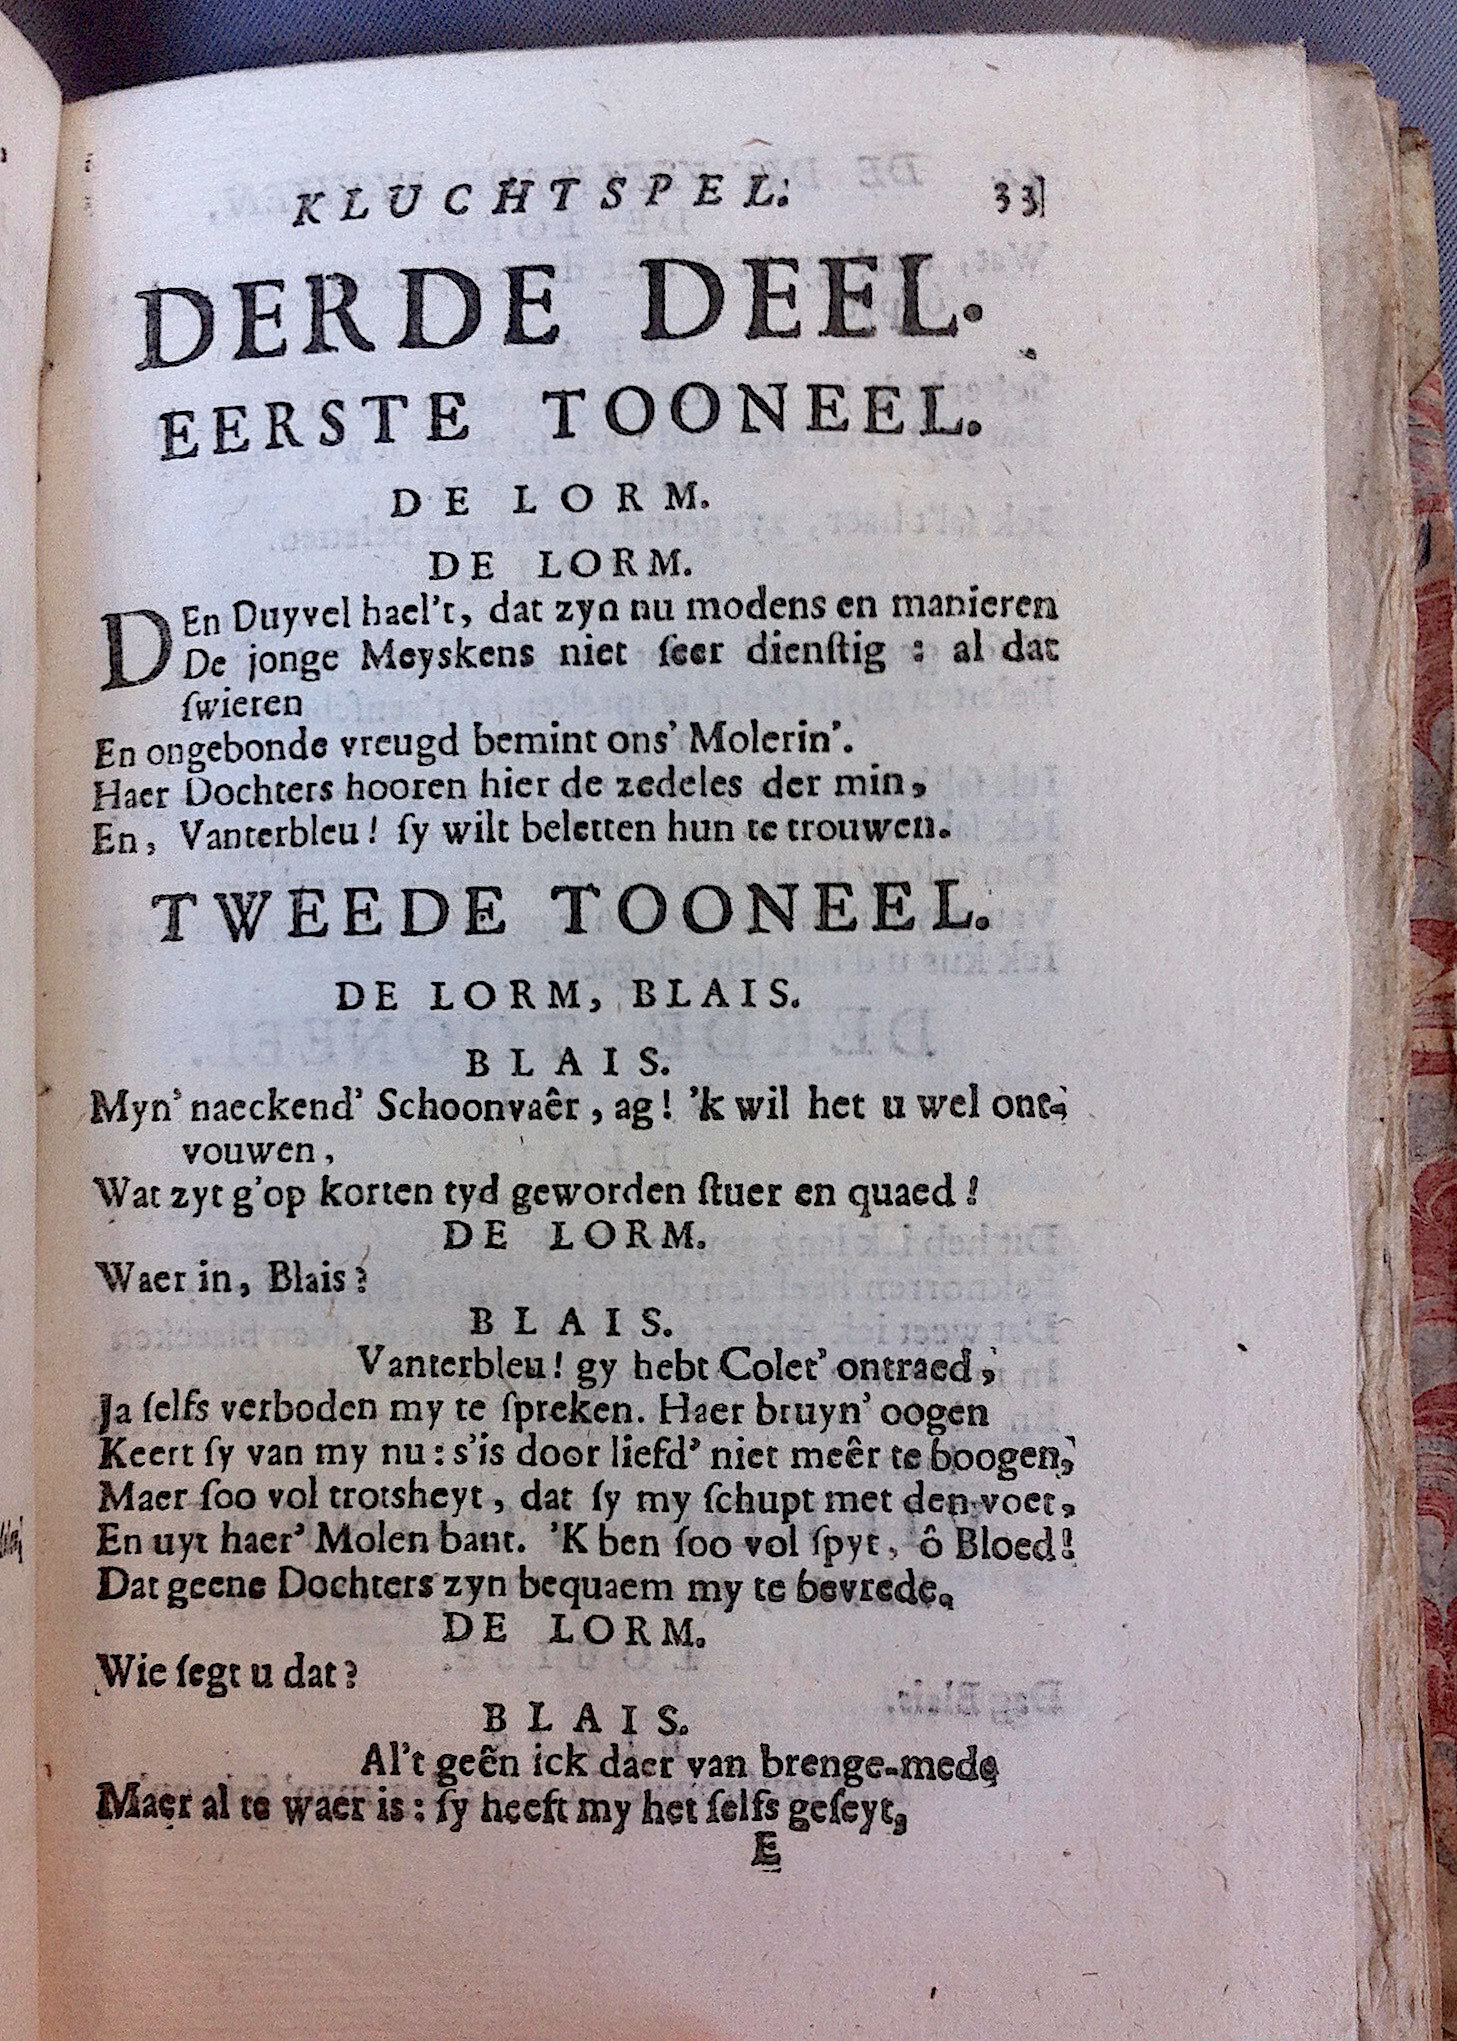 KLUCHTSPEL. 33
DERDE DEEL.
EERSTE TOONEEL.
DE LORM.
DE LORM.
DEn Duyvel hael't, dat zyn nu modens en manieren
De jonge Meyskens niet ſeer dienſtig : al dat
ſwieren
En ongebonde vreugd bemint ons' Molerin'.
Haer Dochters hooren hier de zedeles der min,
En, Vanterbleu! ſy wilt beletten hun te trouwen.
TWEEDE TOONEEL.
DE LORM, BLAIS.
BLAIS.
Myn' naeckend' Schoonvaêr, ag! 'k wil het u wel ont-
vouwen,
Wat zyt g'op korten tyd geworden ſtuer en quaed!
DE LORM.
Waer in, Blais?
BLAIS.
Vanterbleu! gy hebt Colet' ontraed,
Ja ſelfs verboden my te ſpreken. Haer bruyn' oogen
Keert ſy van my nu: s'is door liefd' niet meêr te boogen,
Maer ſoo vol trotsheyt, dat ſy my ſchupt met den voet,
En uyt haer' Molen bant. 'K ben ſoo vol ſpyt, ô Bloed!
Dat geene Dochters zyn bequaem my te bevrede.
DE LORM.
Wie ſegt u dat?
BLAIS.
Al't geên ick daer van brenge-mede
Maer al te waer is: ſy heeft my het ſelfs geſeyt,
E